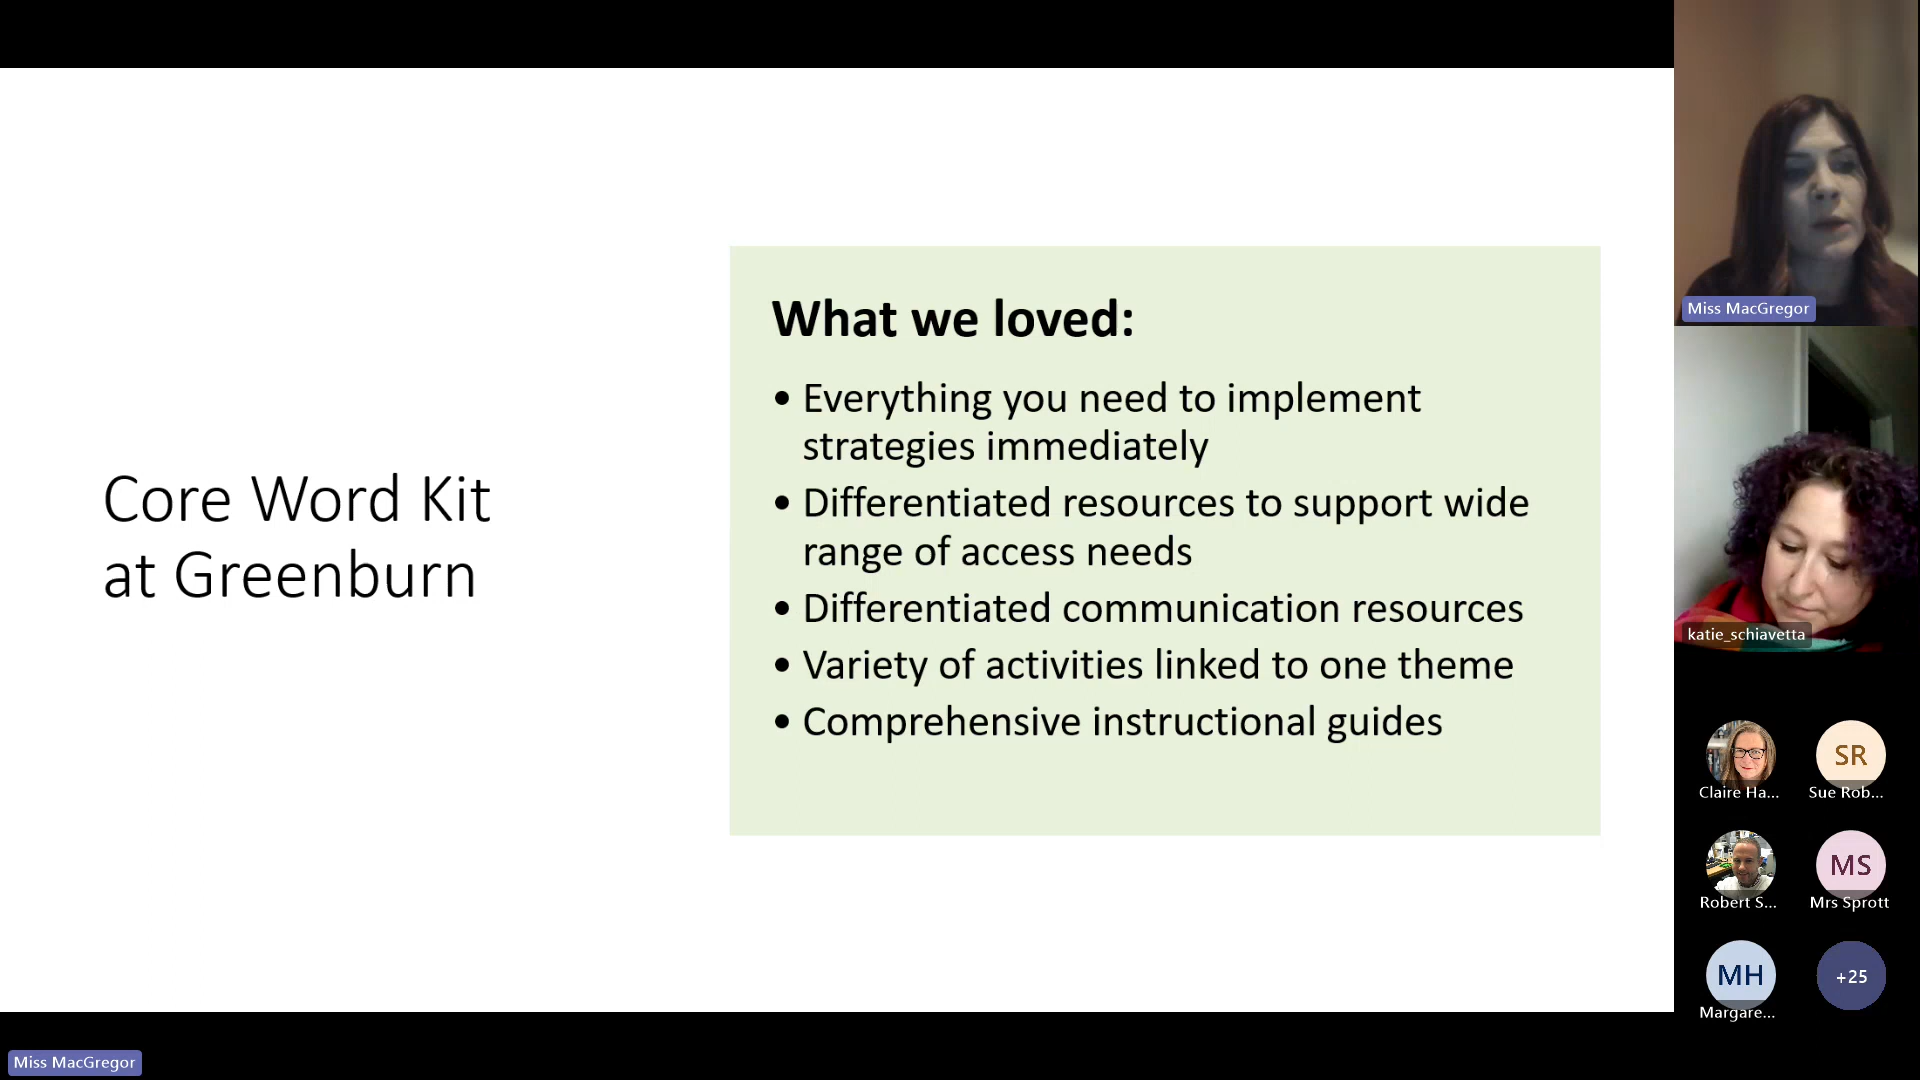 Core Word Kit
at Greenburn
What we loved:
• Everything you need to implement
strategies immediately
• Differentiated resources to support wide
range of access needs
• Differentiated communication resources
• Variety of activities linked to one theme
• Comprehensive instructional guides
Miss MacGregor
katie_schiavetta
Claire Ha...
SR
Sue Rob...
Robert S...
MS
Mrs Sprott
MH
Margare...
+25
Miss MacGregor